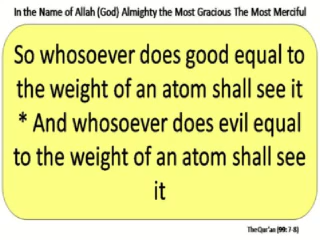 In the Name of Allah (God) Almighty the Most Gracious The Most Merciful
So whosoever does good equal to
the weight of an atom shall see it
* And whosoever does evil equal
to the weight of an atom shall see
it
The Qur'an (99: 7-8)